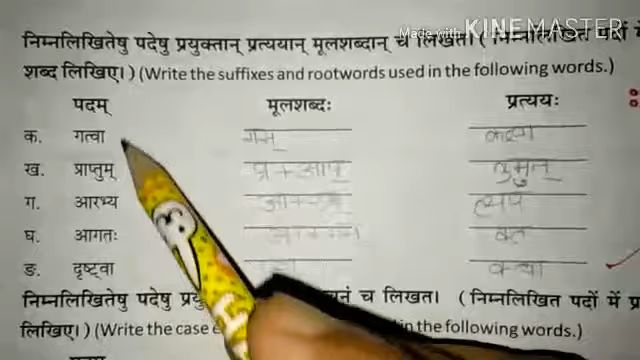 Made with KINEMASTER
निम्नलिखितेषु पदेषु प्रयुक्तान् प्रत्ययान् मूलशब्दान् च लिखत। ( निम्नलिखित पदों में
शब्द लिखिए। ) (Write the suffixes and rootwords used in the following words.)
पदम् मूलशब्दः प्रत्ययः
क. गत्वा गम्
ख. प्राप्तुम् प्र + आप् तुमुन्
ग. आरभ्य ल्यप
घ. आगतः क्त
ङ. दृष्ट्वा क्त्वा
निम्नलिखितेषु पदेषु च लिखत। ( निम्नलिखित पदों में
लिखिए। ) (Write the case in the following words.)